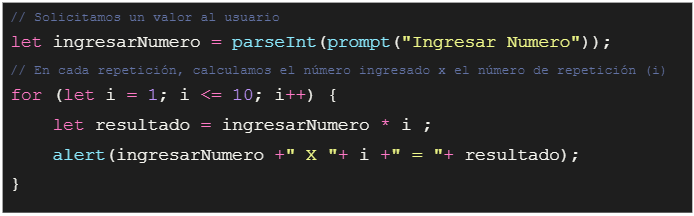 // Solicitamos un valor al usuario
let ingresarNumero = parseInt(prompt("Ingresar Numero"));
// En cada repetición, calculamos el número ingresado x el número de repetición (i)
for (let i = 1; i <= 10; i++) {
    let resultado = ingresarNumero * i ;
    alert(ingresarNumero +" X "+ i +" = "+ resultado);
}